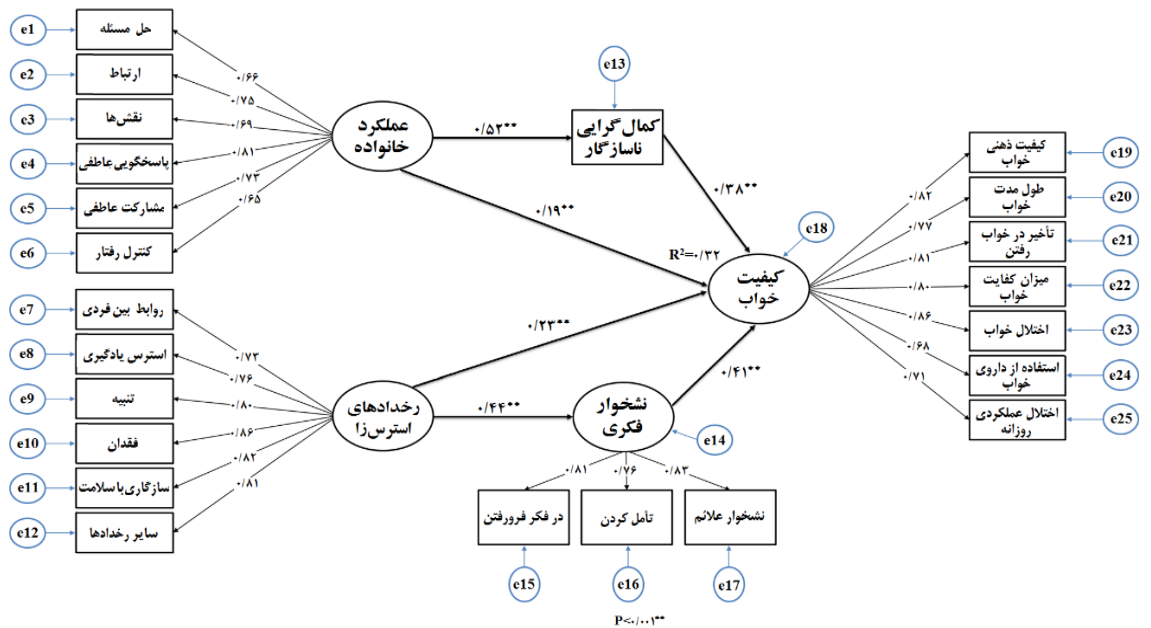 e1
حل مسئله
e2
ارتباط
e3
نقش‌ها
e4
پاسخگویی عاطفی
e5
مشارکت عاطفی
e6
کنترل رفتار
۰/۶۶
۰/۷۵
۰/۶۹
۰/۸۱
۰/۷۳
۰/۶۵
عملکرد
خانواده
۰/۵۲**
e13
کمال‌گرایی
ناسازگار
۰/۳۸**
۰/۱۹**
e7
روابط بین فردی
e8
استرس یادگیری
e9
تنبیه
e10
فقدان
e11
سازگاری با سلامت
e12
سایر رخدادها
۰/۷۳
۰/۷۶
۰/۸۰
۰/۸۶
۰/۸۲
۰/۸۱
رخدادهای
استرس‌زا
۰/۲۳**
۰/۴۴**
نشخوار
فکری
e14
۰/۴۱**
۰/۸۱
۰/۷۶
۰/۸۳
در فکر فرورفتن
تأمل کردن
نشخوار علائم
e15
e16
e17
e18
R²=۰/۳۲
کیفیت
خواب
۰/۸۲
۰/۷۷
۰/۸۱
۰/۸۰
۰/۸۶
۰/۶۸
۰/۷۱
کیفیت ذهنی
خواب
e19
طول مدت
خواب
e20
تأخیر در خواب
رفتن
e21
میزان کفایت
خواب
e22
اختلال خواب
e23
استفاده از داروی
خواب
e24
اختلال عملکردی
روزانه
e25
P<۰/۰۰۱**